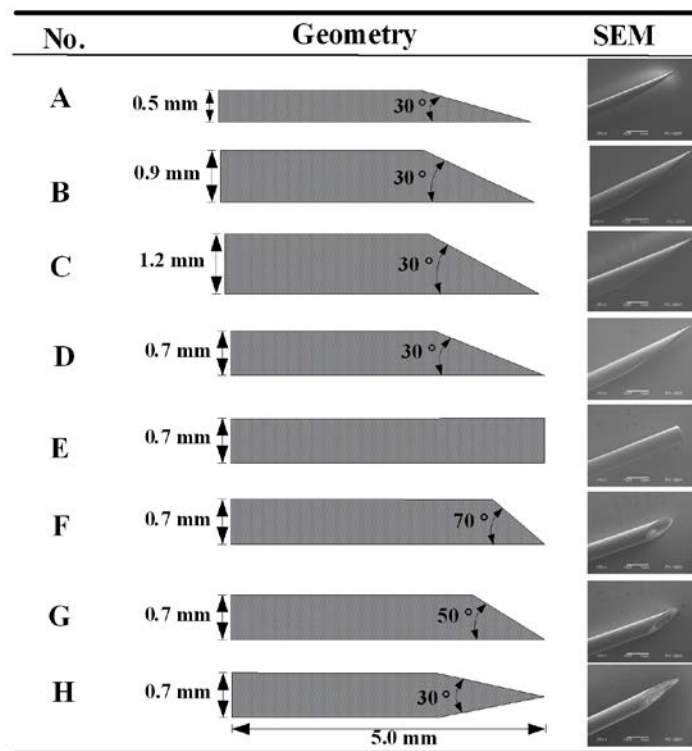 No. Geometry SEM
A 0.5 mm 30 °
B 0.9 mm 30 °
C 1.2 mm 30 °
D 0.7 mm 30 °
E 0.7 mm
F 0.7 mm 70 °
G 0.7 mm 50 °
H 0.7 mm 30 °
5.0 mm